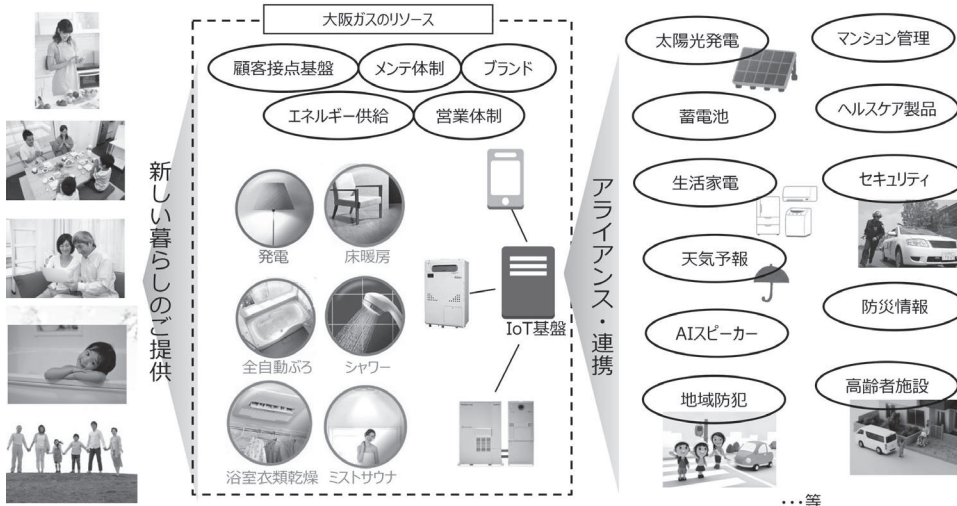 大阪ガスのリソース
顧客接点基盤
メンテ体制
ブランド
エネルギー供給
営業体制
新しい暮らしのご提供
発電
床暖房
全自動ぶろ
シャワー
浴室衣類乾燥
ミストサウナ
IoT基盤
アライアンス・連携
太陽光発電
マンション管理
蓄電池
ヘルスケア製品
生活家電
セキュリティ
天気予報
防災情報
AIスピーカー
地域防犯
高齢者施設
…等